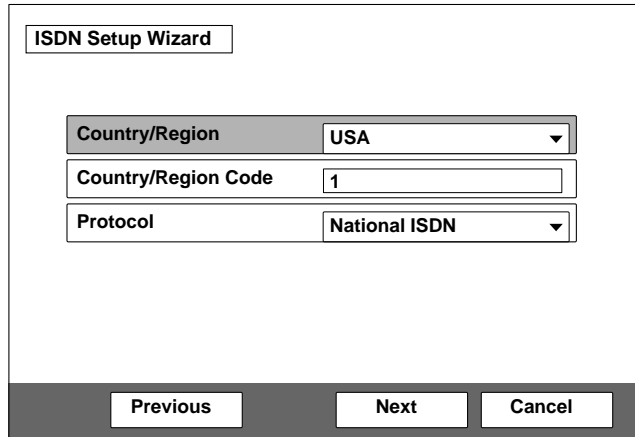 ISDN Setup Wizard
Country/Region USA
Country/Region Code 1
Protocol National ISDN
Previous Next Cancel